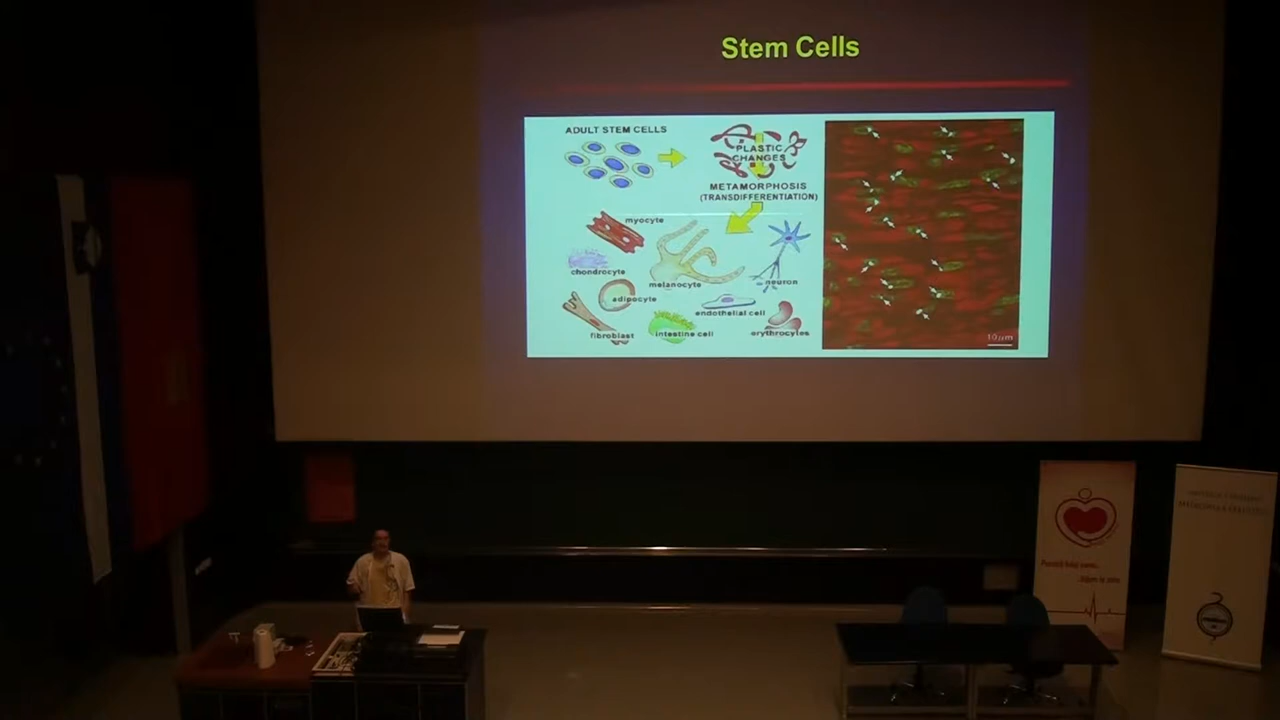 Stem Cells
ADULT STEM CELLS
PLASTIC
CHANGES
METAMORPHOSIS
(TRANSDIFFERENTIATION)
myocyte
chondrocyte
melanocyte
neuron
adipocyte
endothelial cell
fibroblast
intestine cell
erythrocytes
10µm